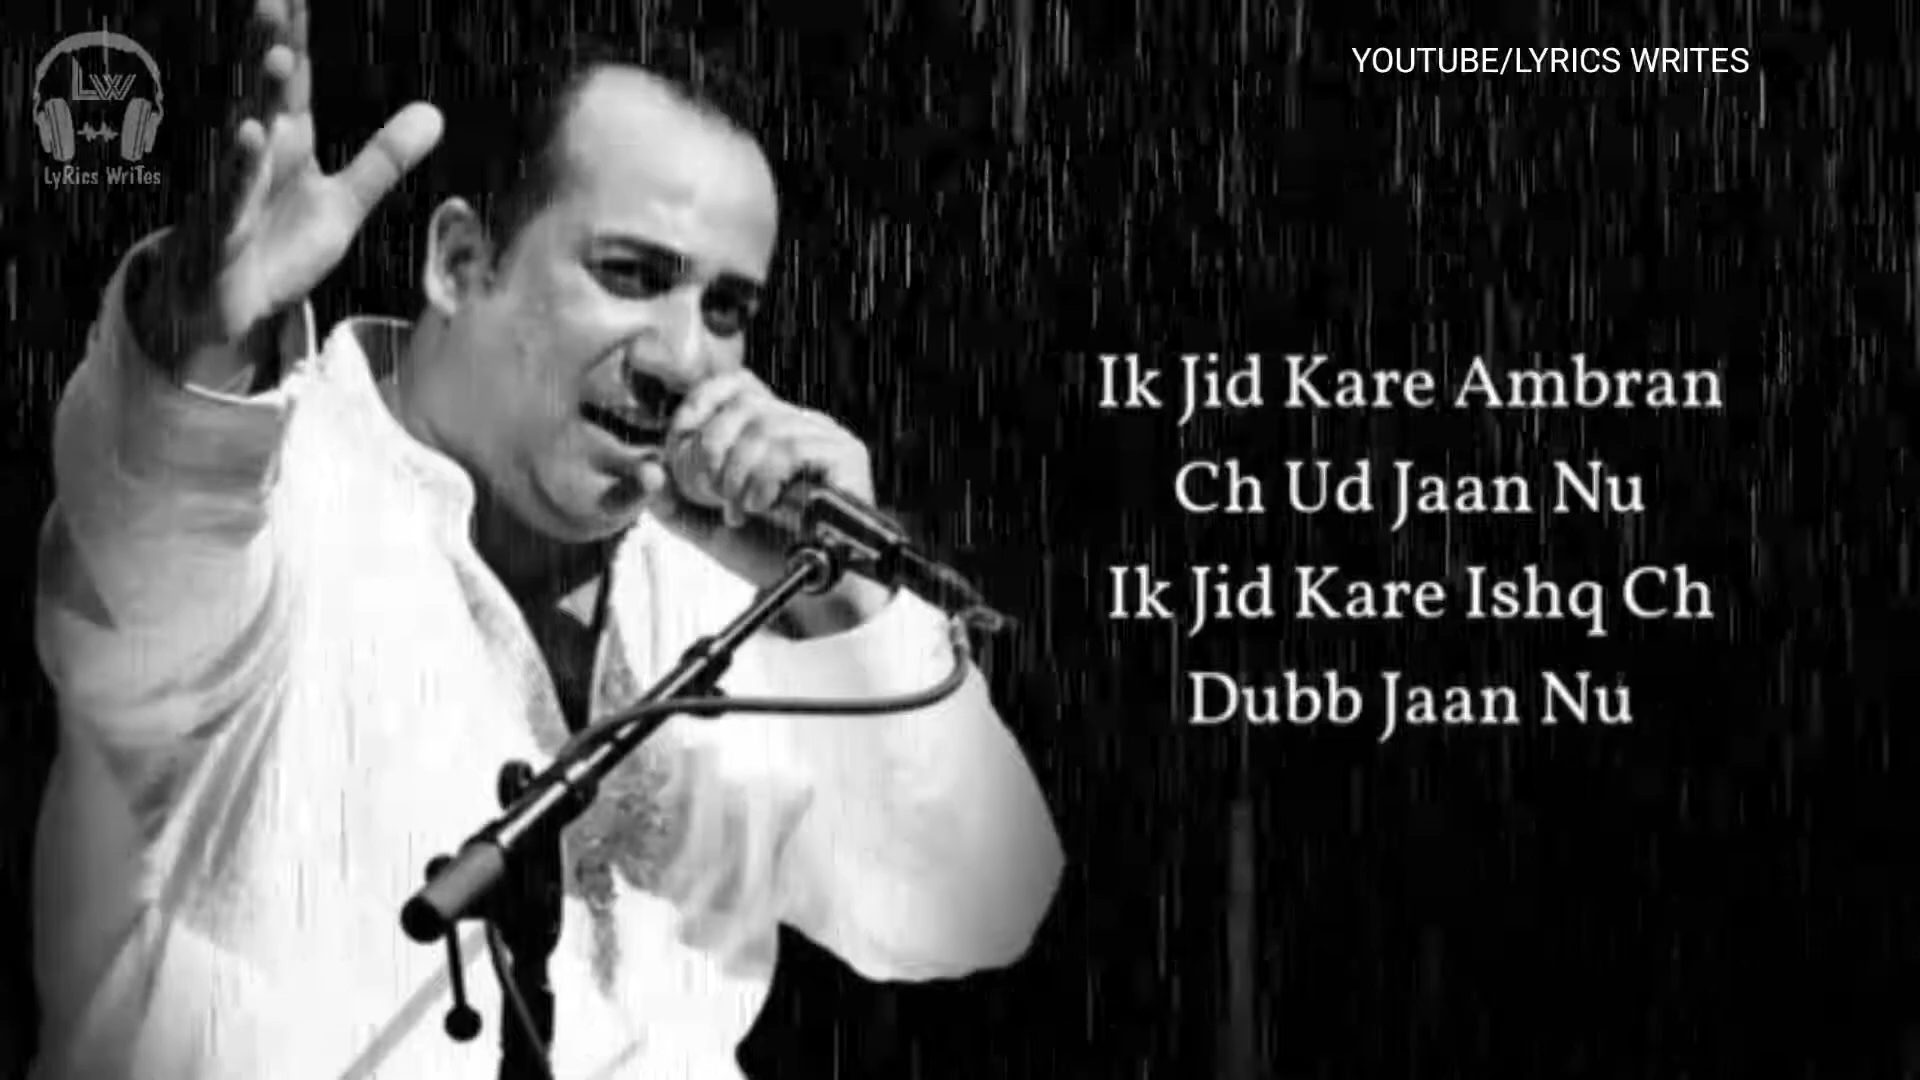 LW
LyRics WriTes
YOUTUBE/LYRICS WRITES
Ik Jid Kare Ambran
Ch Ud Jaan Nu
Ik Jid Kare Ishq Ch
Dubb Jaan Nu